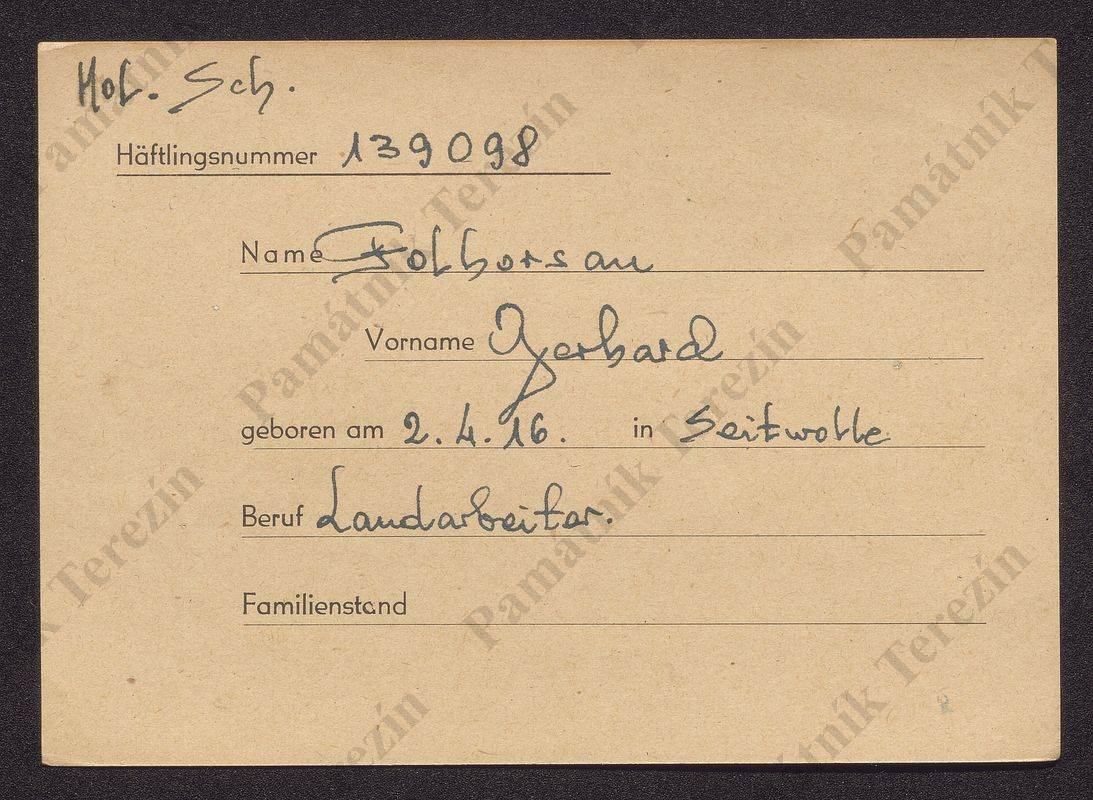 Hol. Sch.
Häftlingsnummer 139098
Name Folborsau
Vorname Gerhard
geboren am 2.4.16. in Seitwolle
Beruf Landarbeiter.
Familienstand
Památník Terezín